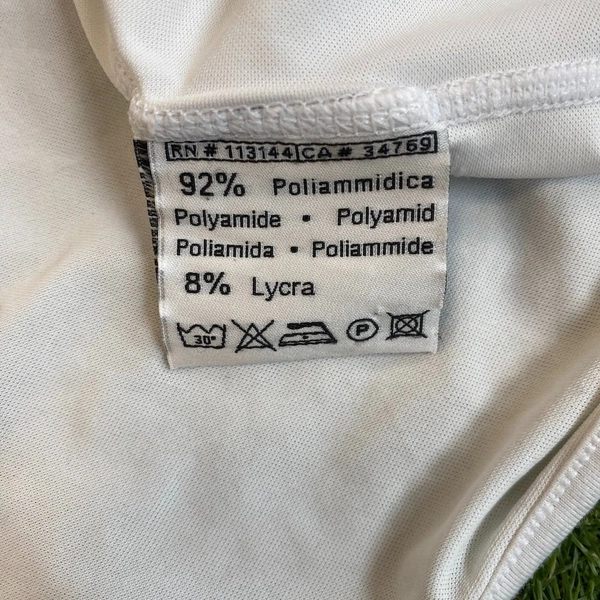 RN # 113144 CA # 34769
92% Poliammidica
Polyamide • Polyamid
Poliamida • Poliammide
8% Lycra
30° P